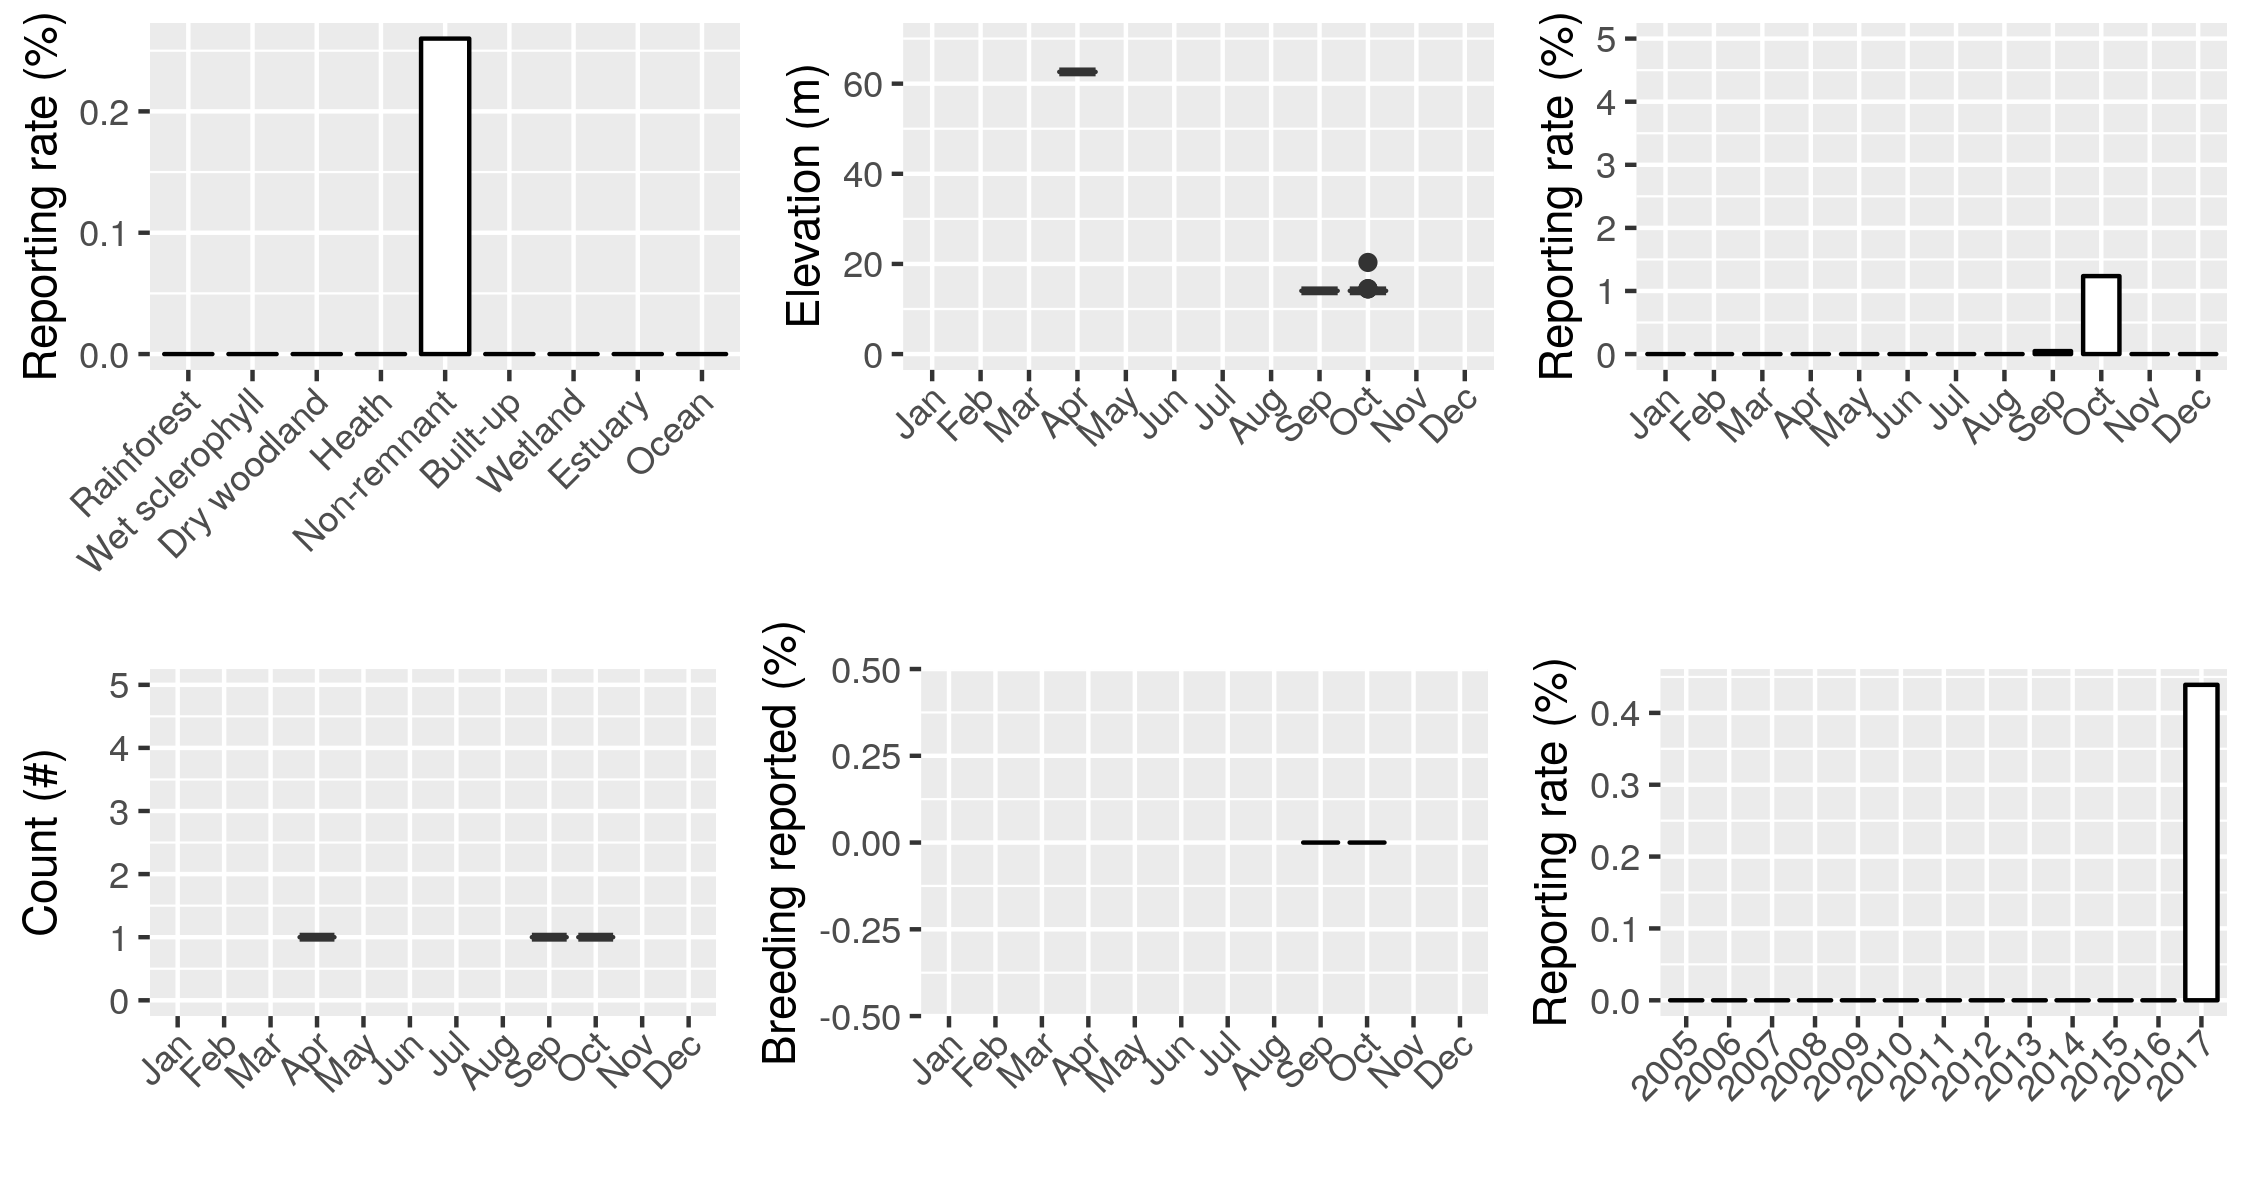 Reporting rate (%)
0.2
0.1
0.0
Rainforest
Wet sclerophyll
Dry woodland
Heath
Non-remnant
Built-up
Wetland
Estuary
Ocean
Elevation (m)
60
40
20
0
Jan
Feb
Mar
Apr
May
Jun
Jul
Aug
Sep
Oct
Nov
Dec
Reporting rate (%)
5
4
3
2
1
0
Jan
Feb
Mar
Apr
May
Jun
Jul
Aug
Sep
Oct
Nov
Dec
Count (#)
5
4
3
2
1
0
Jan
Feb
Mar
Apr
May
Jun
Jul
Aug
Sep
Oct
Nov
Dec
Breeding reported (%)
0.50
0.25
0.00
-0.25
-0.50
Jan
Feb
Mar
Apr
May
Jun
Jul
Aug
Sep
Oct
Nov
Dec
Reporting rate (%)
0.4
0.3
0.2
0.1
0.0
2005
2006
2007
2008
2009
2010
2011
2012
2013
2014
2015
2016
2017